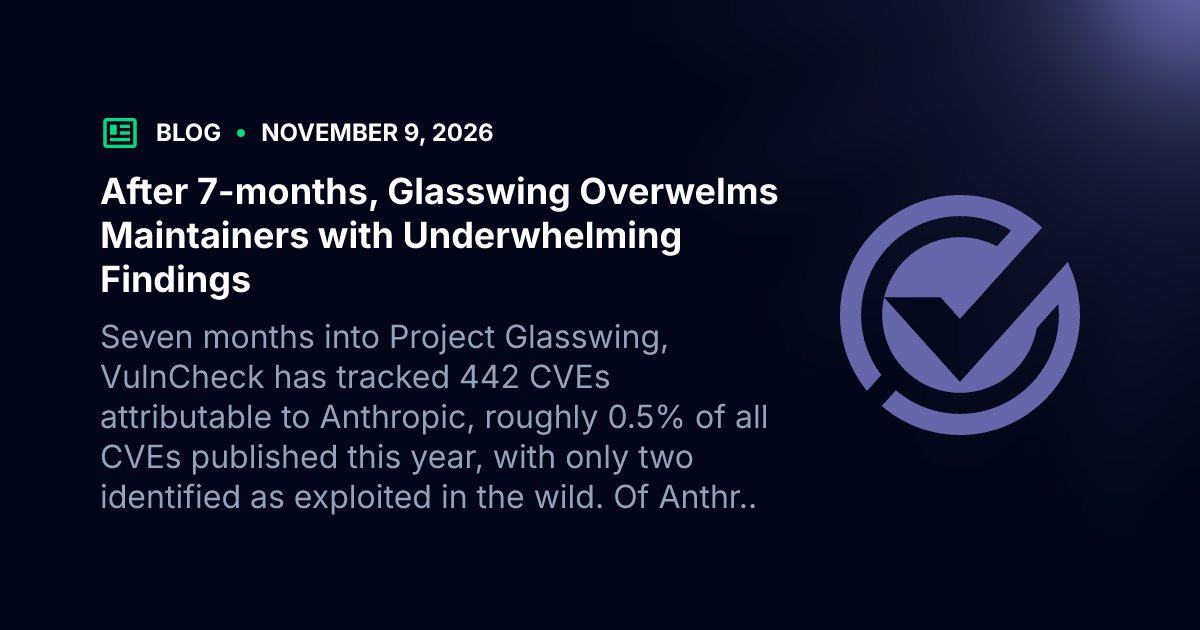 BLOG • NOVEMBER 9, 2026
After 7-months, Glasswing Overwelms
Maintainers with Underwhelming
Findings
Seven months into Project Glasswing,
VulnCheck has tracked 442 CVEs
attributable to Anthropic, roughly 0.5% of all
CVEs published this year, with only two
identified as exploited in the wild. Of Anthr..